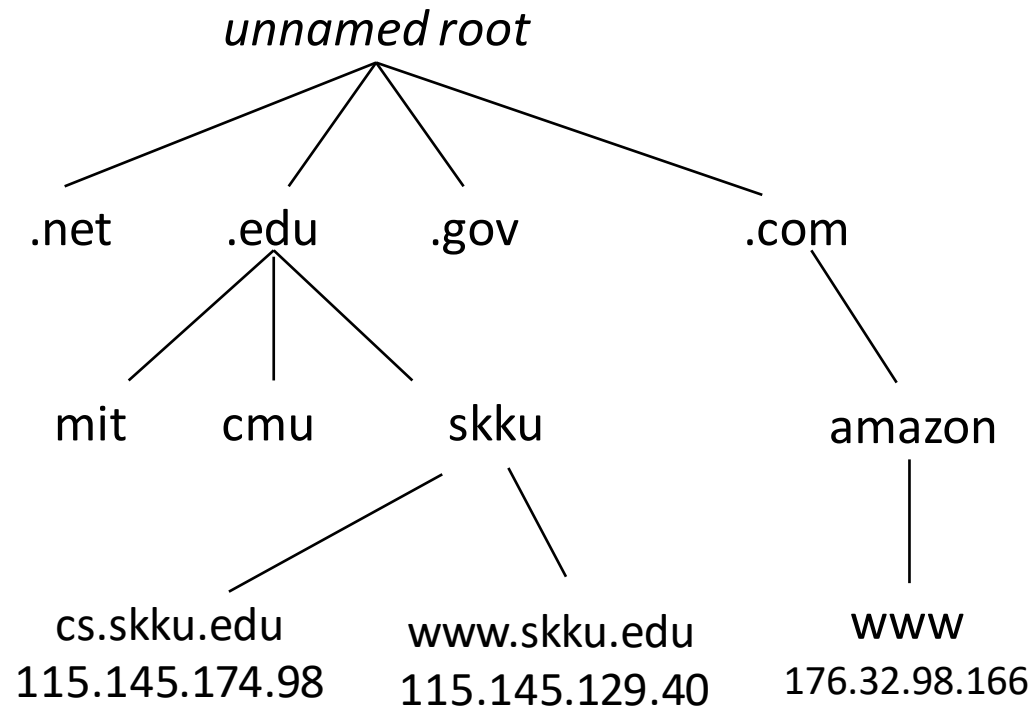 unnamed root
.net .edu .gov .com
mit cmu skku amazon
cs.skku.edu www.skku.edu www
115.145.174.98 115.145.129.40 176.32.98.166